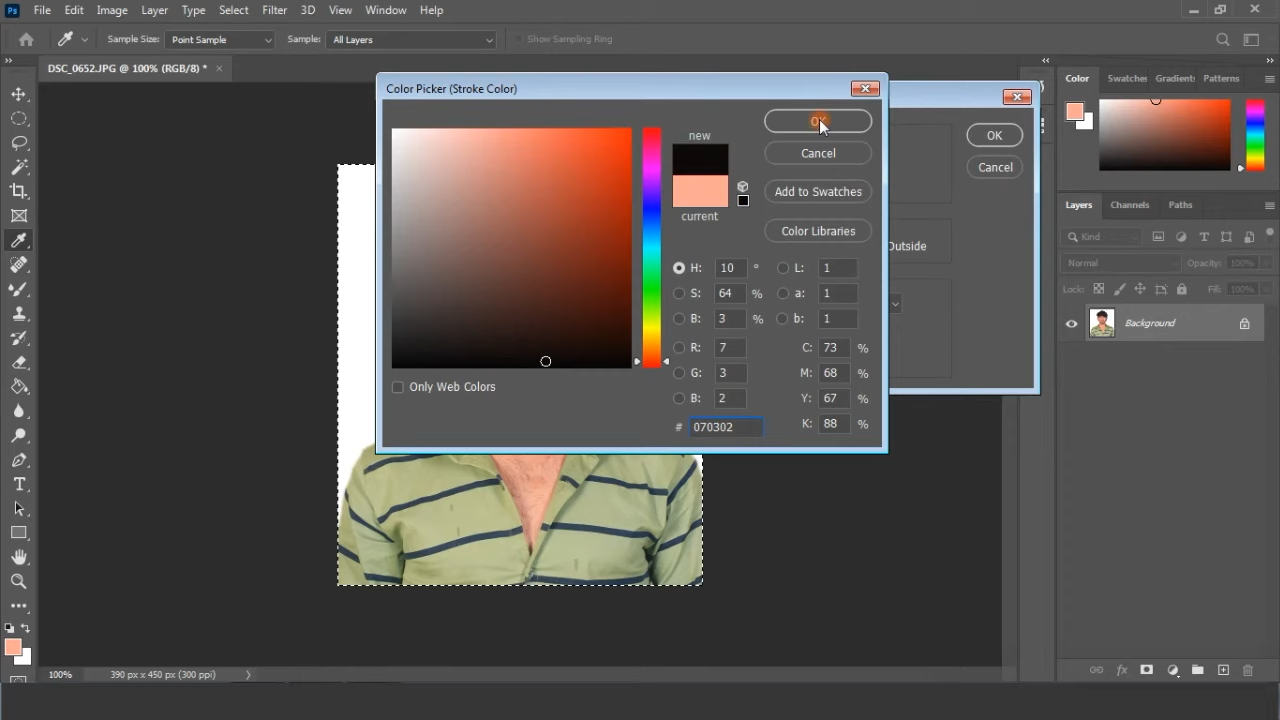 Ps File Edit Image Layer Type Select Filter 3D View Window Help
Sample Size: Point Sample Sample: All Layers Show Sampling Ring
DSC_0652.JPG @ 100% (RGB/8) * ×
Color Picker (Stroke Color)
new
current
OK
Cancel
Add to Swatches
Color Libraries
H: 10 ° L: 1
S: 64 % a: 1
B: 3 % b: 1
R: 7 C: 73 %
G: 3 M: 68 %
B: 2 Y: 67 %
# 070302 K: 88 %
Only Web Colors
OK
Cancel
Outside
Color Swatches Gradients Patterns
Layers Channels Paths
Kind
Normal Opacity: 100%
Lock: Fill: 100%
Background
100% 390 px x 450 px (300 ppi)